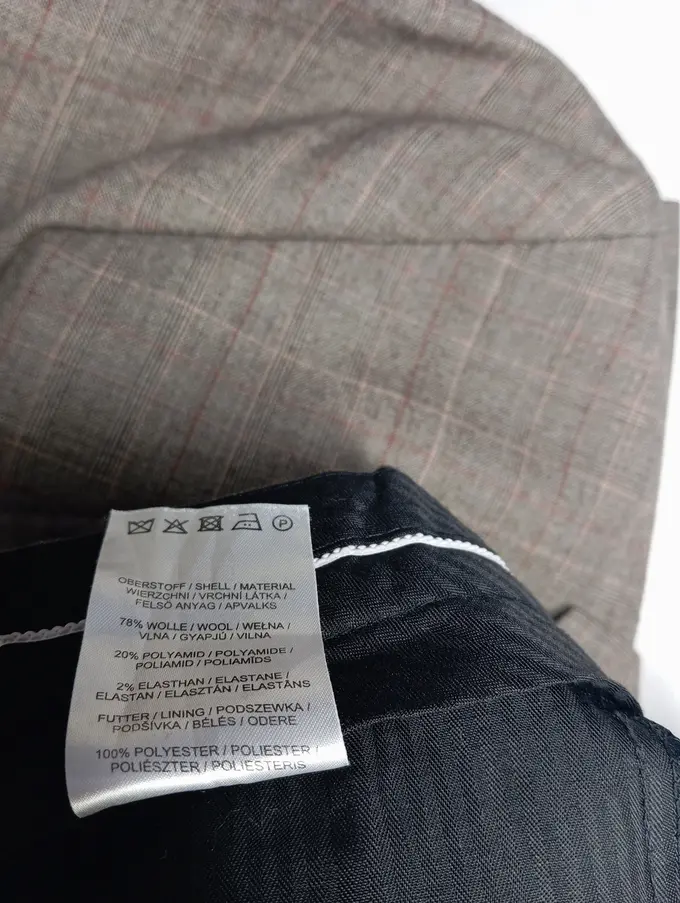 P
OBERSTOFF / SHELL / MATERIAL
WIERZCHNI / VRCHNÍ LÁTKA /
FELSŐ ANYAG / APVALKS
78% WOLLE / WOOL / WEŁNA /
VLNA / GYAPJÚ / VILNA
20% POLYAMID / POLYAMIDE /
POLIAMID / POLIAMĪDS
2% ELASTHAN / ELASTANE /
ELASTAN / ELASZTÁN / ELASTĀNS
FUTTER / LINING / PODSZEWKA /
PODŠÍVKA / BÉLÉS / ODERE
100% POLYESTER / POLIESTER /
POLIÉSZTER / POLIESTERIS